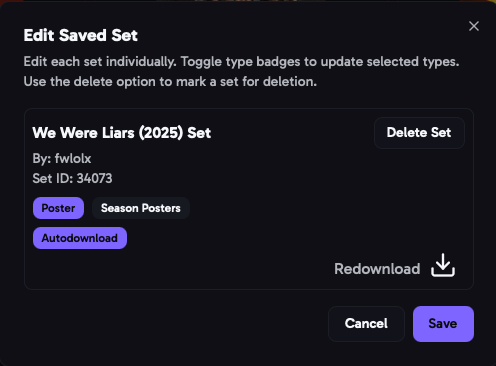 Edit Saved Set
Edit each set individually. Toggle type badges to update selected types.
Use the delete option to mark a set for deletion.
We Were Liars (2025) Set
Delete Set
By: fwlolx
Set ID: 34073
Poster
Season Posters
Autodownload
Redownload
Cancel
Save